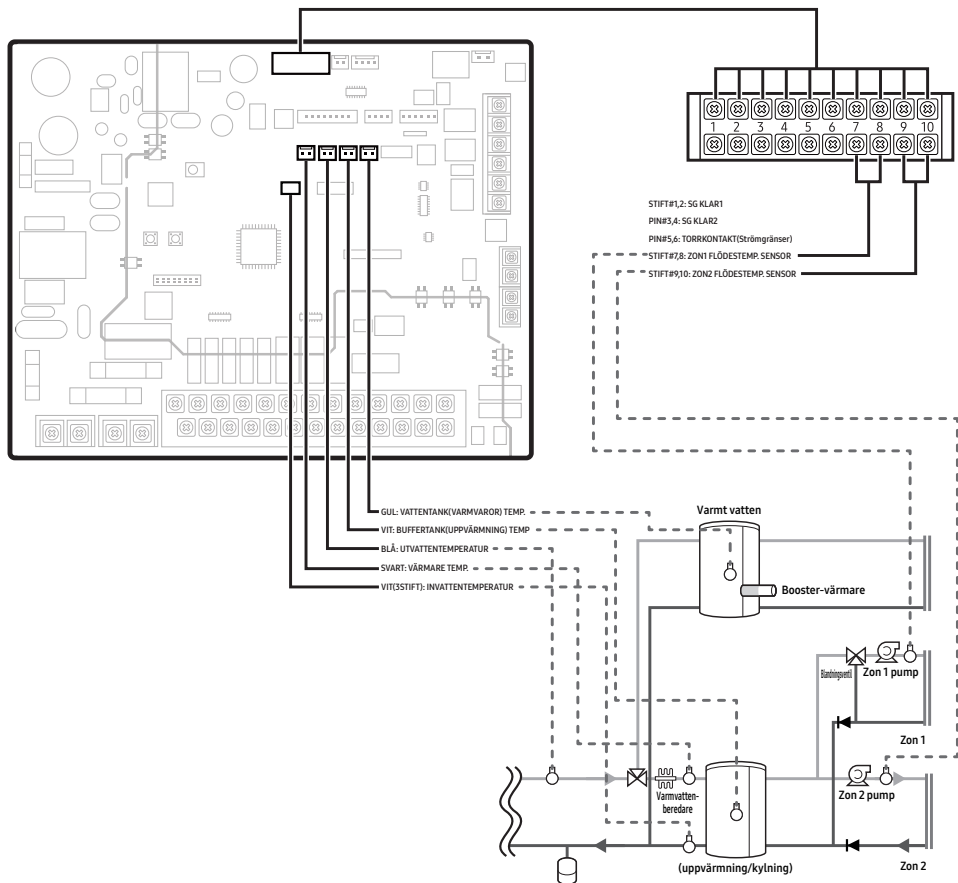 1 2 3 4 5 6 7 8 9 10
STIFT#1,2: SG KLAR1
PIN#3,4: SG KLAR2
PIN#5,6: TORRKONTAKT(Strömgränser)
STIFT#7,8: ZON1 FLÖDESTEMP. SENSOR
STIFT#9,10: ZON2 FLÖDESTEMP. SENSOR
GUL: VATTENTANK(VARMVAROR) TEMP.
VIT: BUFFERTANK(UPPVÄRMNING) TEMP
BLÅ: UTVATTENTEMPERATUR
SVART: VÄRMARE TEMP.
VIT(3STIFT): INVATTENTEMPERATUR
Varmt vatten
Booster-värmare
Blandningsventil
Zon 1 pump
Zon 1
Varmvatten-
beredare
Zon 2 pump
(uppvärmning/kylning)
Zon 2